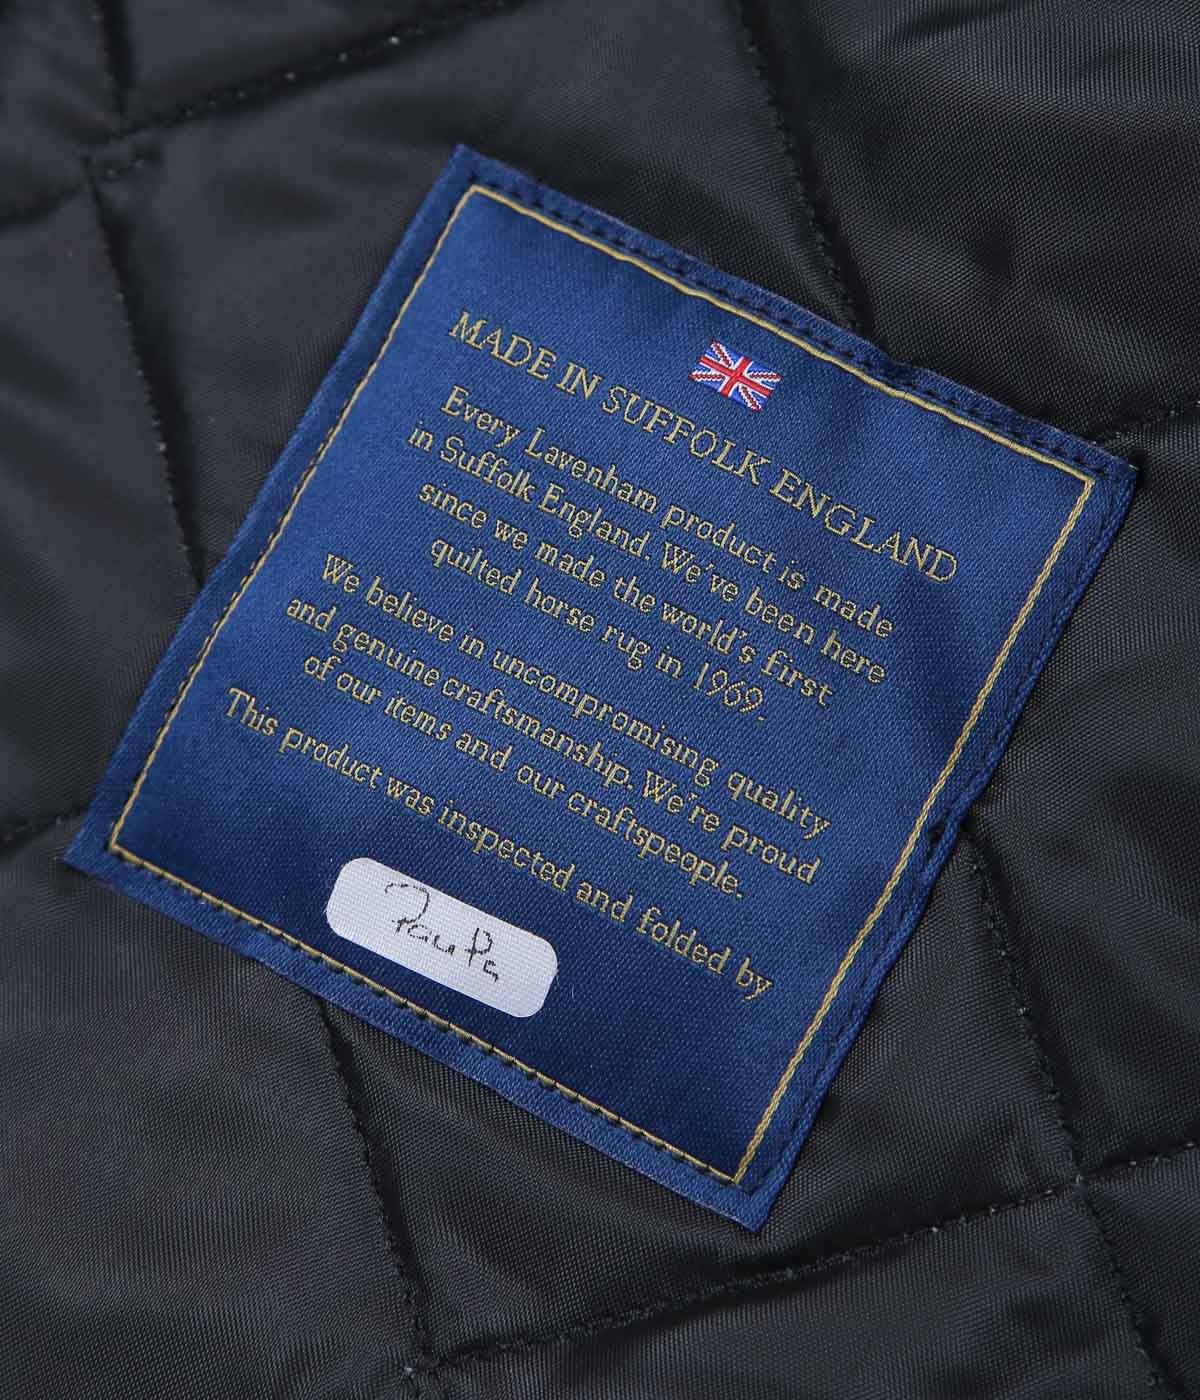 MADE IN SUFFOLK ENGLAND
Every Lavenham product is made
in Suffolk England. We've been here
since we made the world's first
quilted horse rug in 1969.
We believe in uncompromising quality
and genuine craftsmanship. We're proud
of our items and our craftspeople.
This product was inspected and folded by